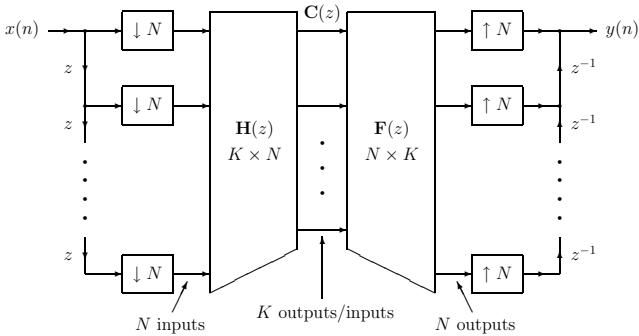 C(z)
x(n) ↓ N ↑ N y(n)
z z⁻¹
↓ N ↑ N
z z⁻¹
H(z) F(z)
K × N N × K
z z⁻¹
↓ N ↑ N
N inputs K outputs/inputs N outputs